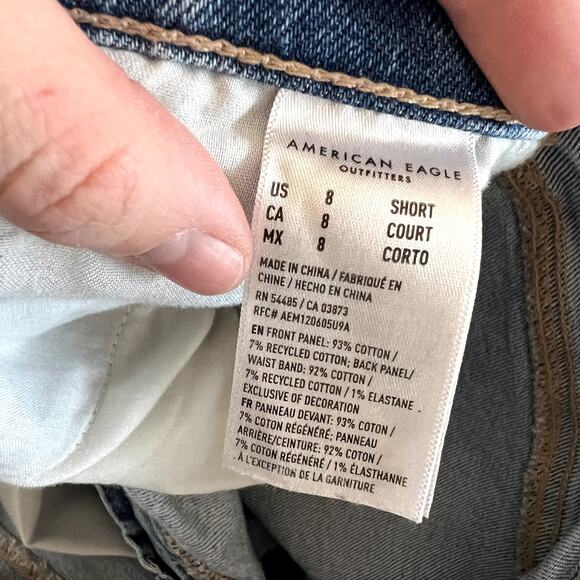 AMERICAN EAGLE
OUTFITTERS
US 8 SHORT
CA 8 COURT
MX 8 CORTO
MADE IN CHINA / FABRIQUÉ EN
CHINE / HECHO EN CHINA
RN 54485 / CA 03873
RFC# AEM120605U9A
EN FRONT PANEL: 93% COTTON /
7% RECYCLED COTTON; BACK PANEL/
WAIST BAND: 92% COTTON /
7% RECYCLED COTTON / 1% ELASTANE
EXCLUSIVE OF DECORATION
FR PANNEAU DEVANT: 93% COTON /
7% COTON RÉGÉNÉRÉ; PANNEAU
ARRIÈRE/CEINTURE: 92% COTON /
7% COTON RÉGÉNÉRÉ / 1% ÉLASTHANNE
À L'EXCEPTION DE LA GARNITURE